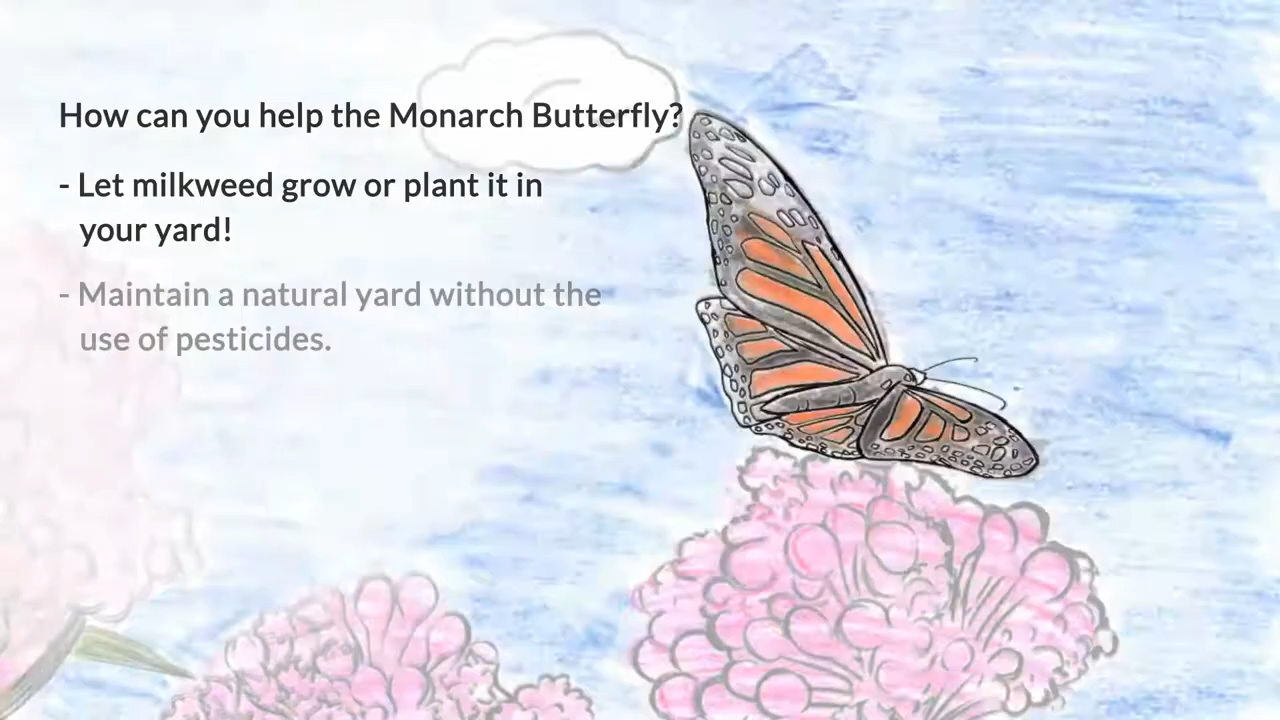 How can you help the Monarch Butterfly?
- Let milkweed grow or plant it in
your yard!
- Maintain a natural yard without the
use of pesticides.